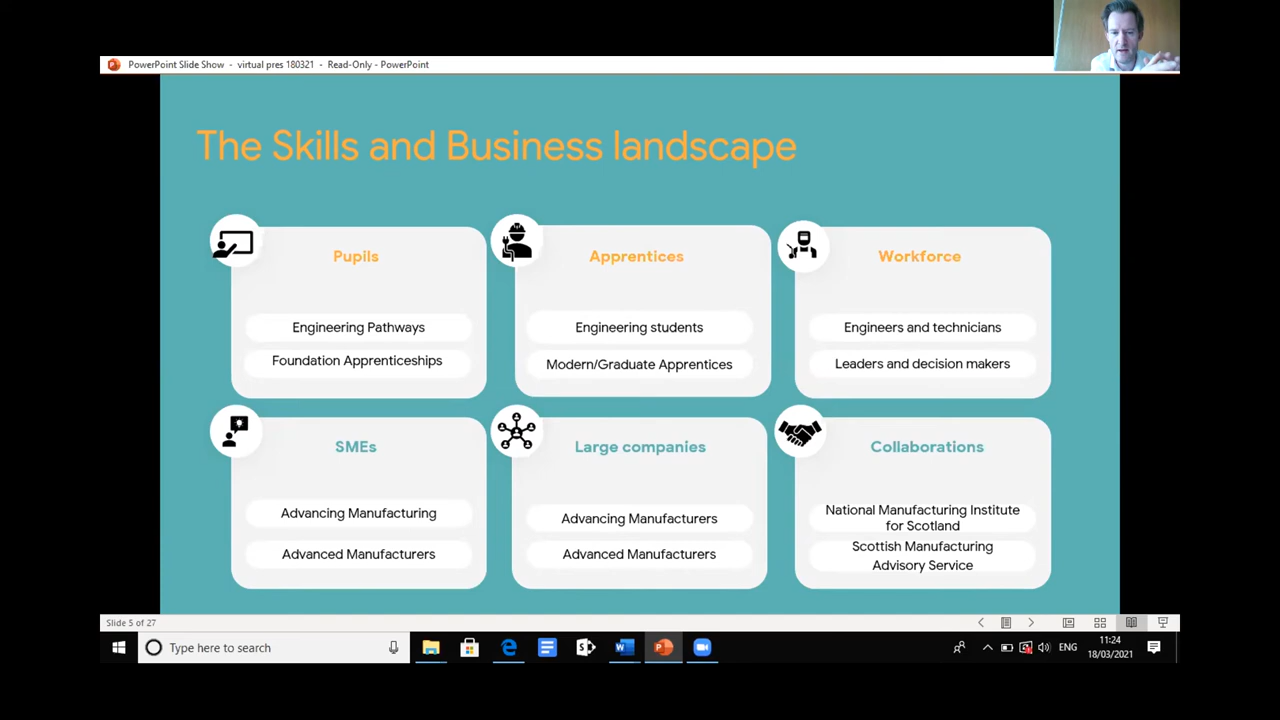 PowerPoint Slide Show - virtual pres 180321 - Read-Only - PowerPoint
The Skills and Business landscape
Pupils
Engineering Pathways
Foundation Apprenticeships
Apprentices
Engineering students
Modern/Graduate Apprentices
Workforce
Engineers and technicians
Leaders and decision makers
SMEs
Advancing Manufacturing
Advanced Manufacturers
Large companies
Advancing Manufacturers
Advanced Manufacturers
Collaborations
National Manufacturing Institute
for Scotland
Scottish Manufacturing
Advisory Service
Slide 5 of 27
Type here to search
ENG
11:24
18/03/2021